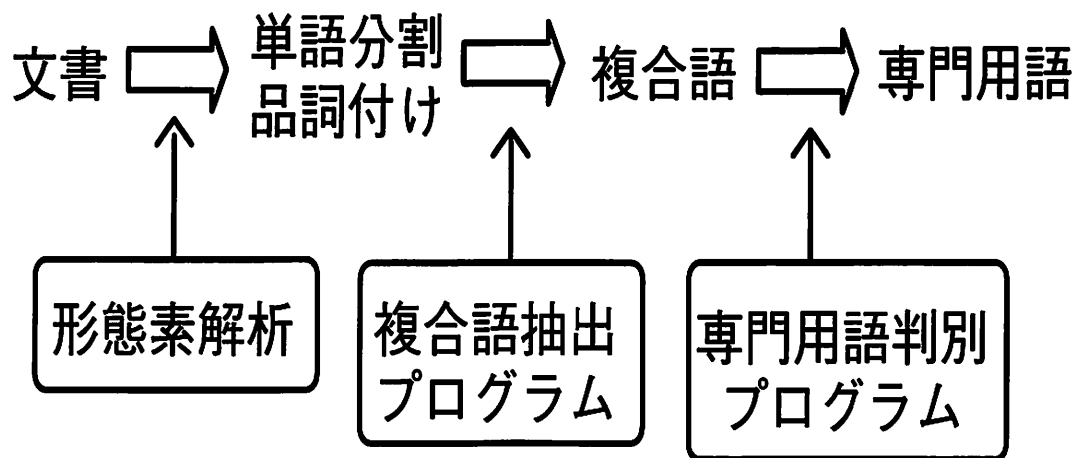 文書
単語分割
品詞付け
複合語
専門用語
形態素解析
複合語抽出
プログラム
専門用語判別
プログラム